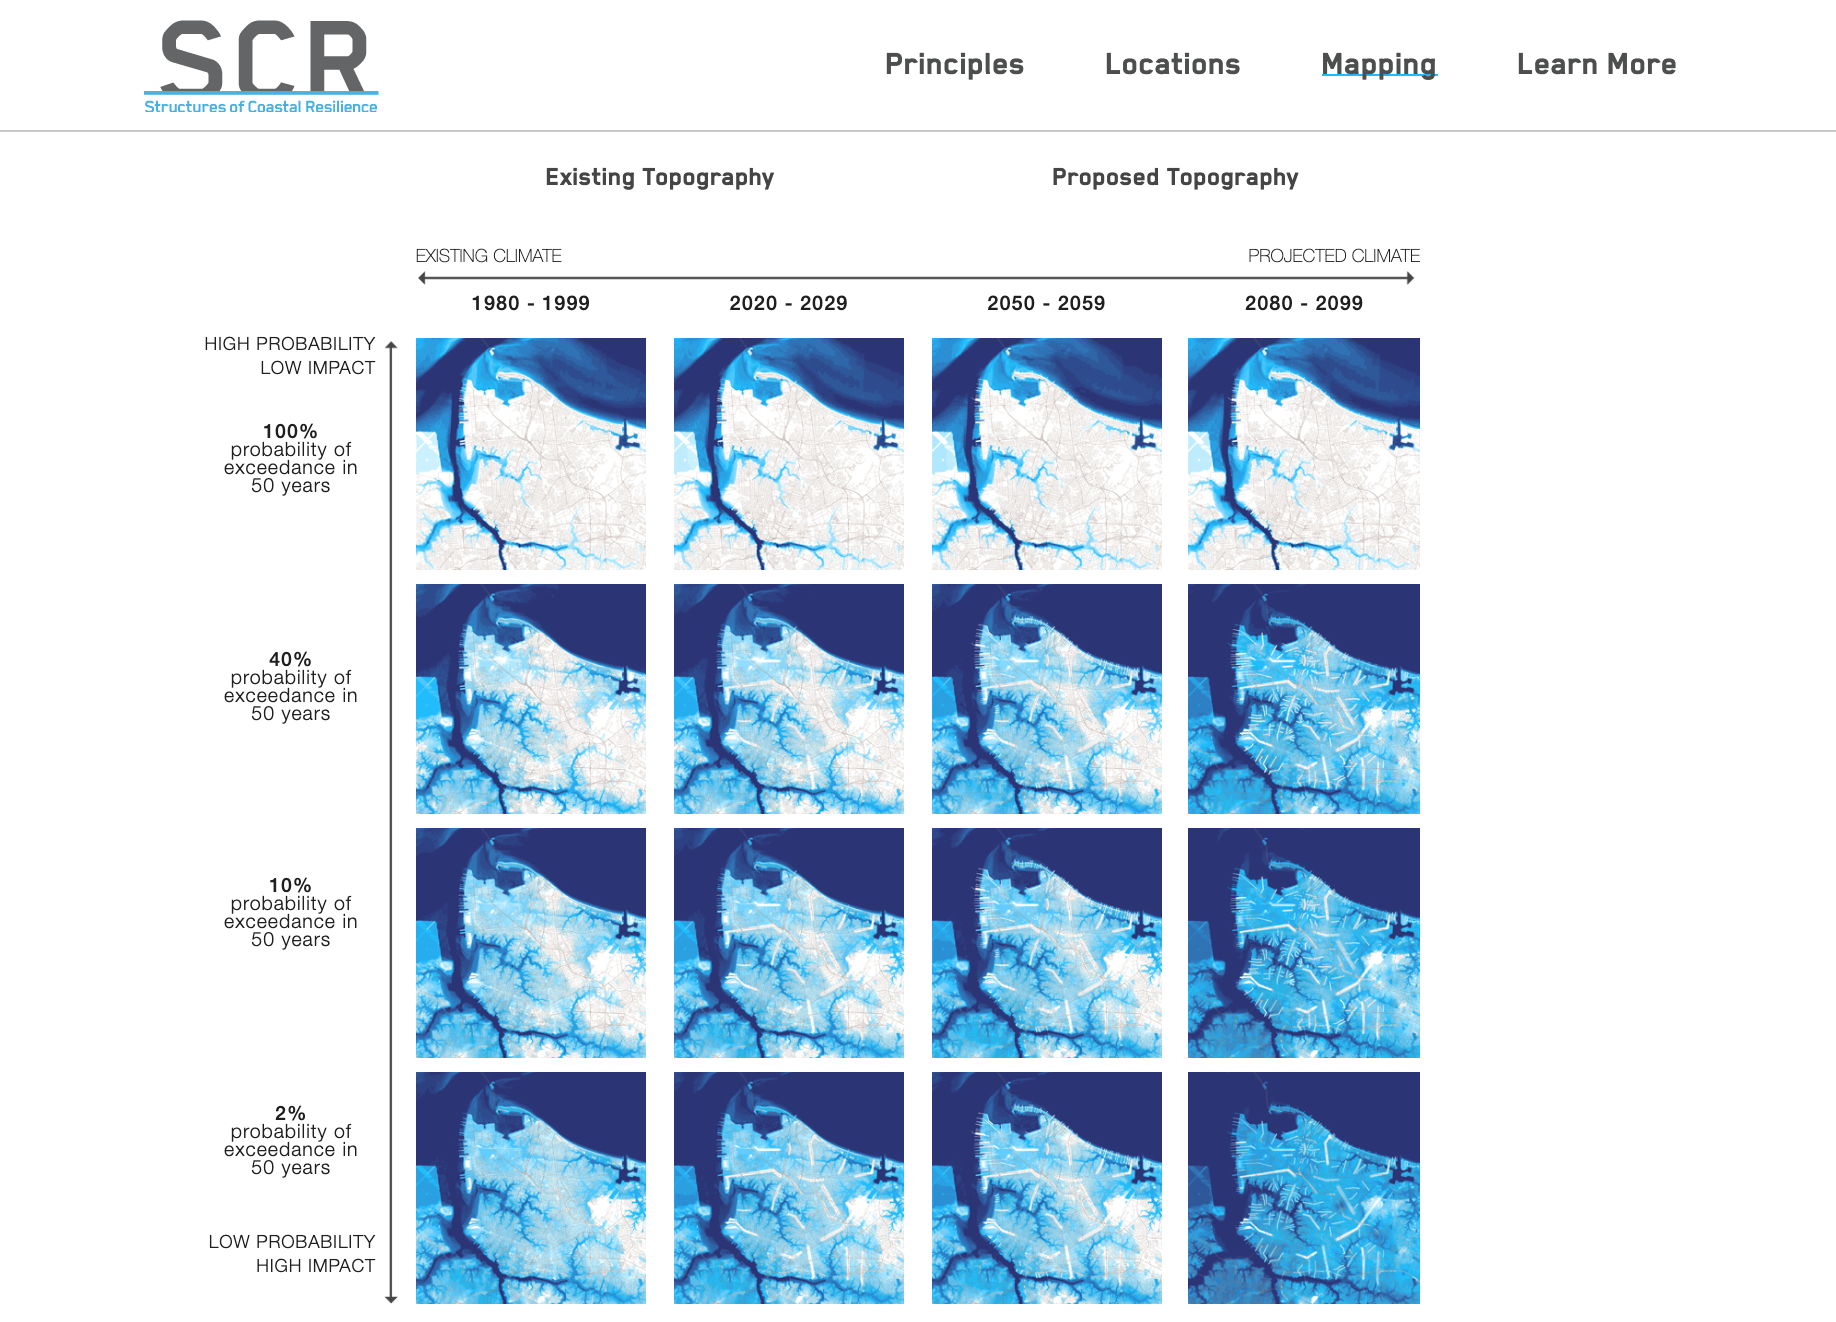 SCR
Structures of Coastal Resilience
Principles
Locations
Mapping
Learn More
Existing Topography
Proposed Topography
EXISTING CLIMATE
PROJECTED CLIMATE
1980 - 1999
2020 - 2029
2050 - 2059
2080 - 2099
HIGH PROBABILITY
LOW IMPACT
100%
probability of
exceedance in
50 years
40%
probability of
exceedance in
50 years
10%
probability of
exceedance in
50 years
2%
probability of
exceedance in
50 years
LOW PROBABILITY
HIGH IMPACT